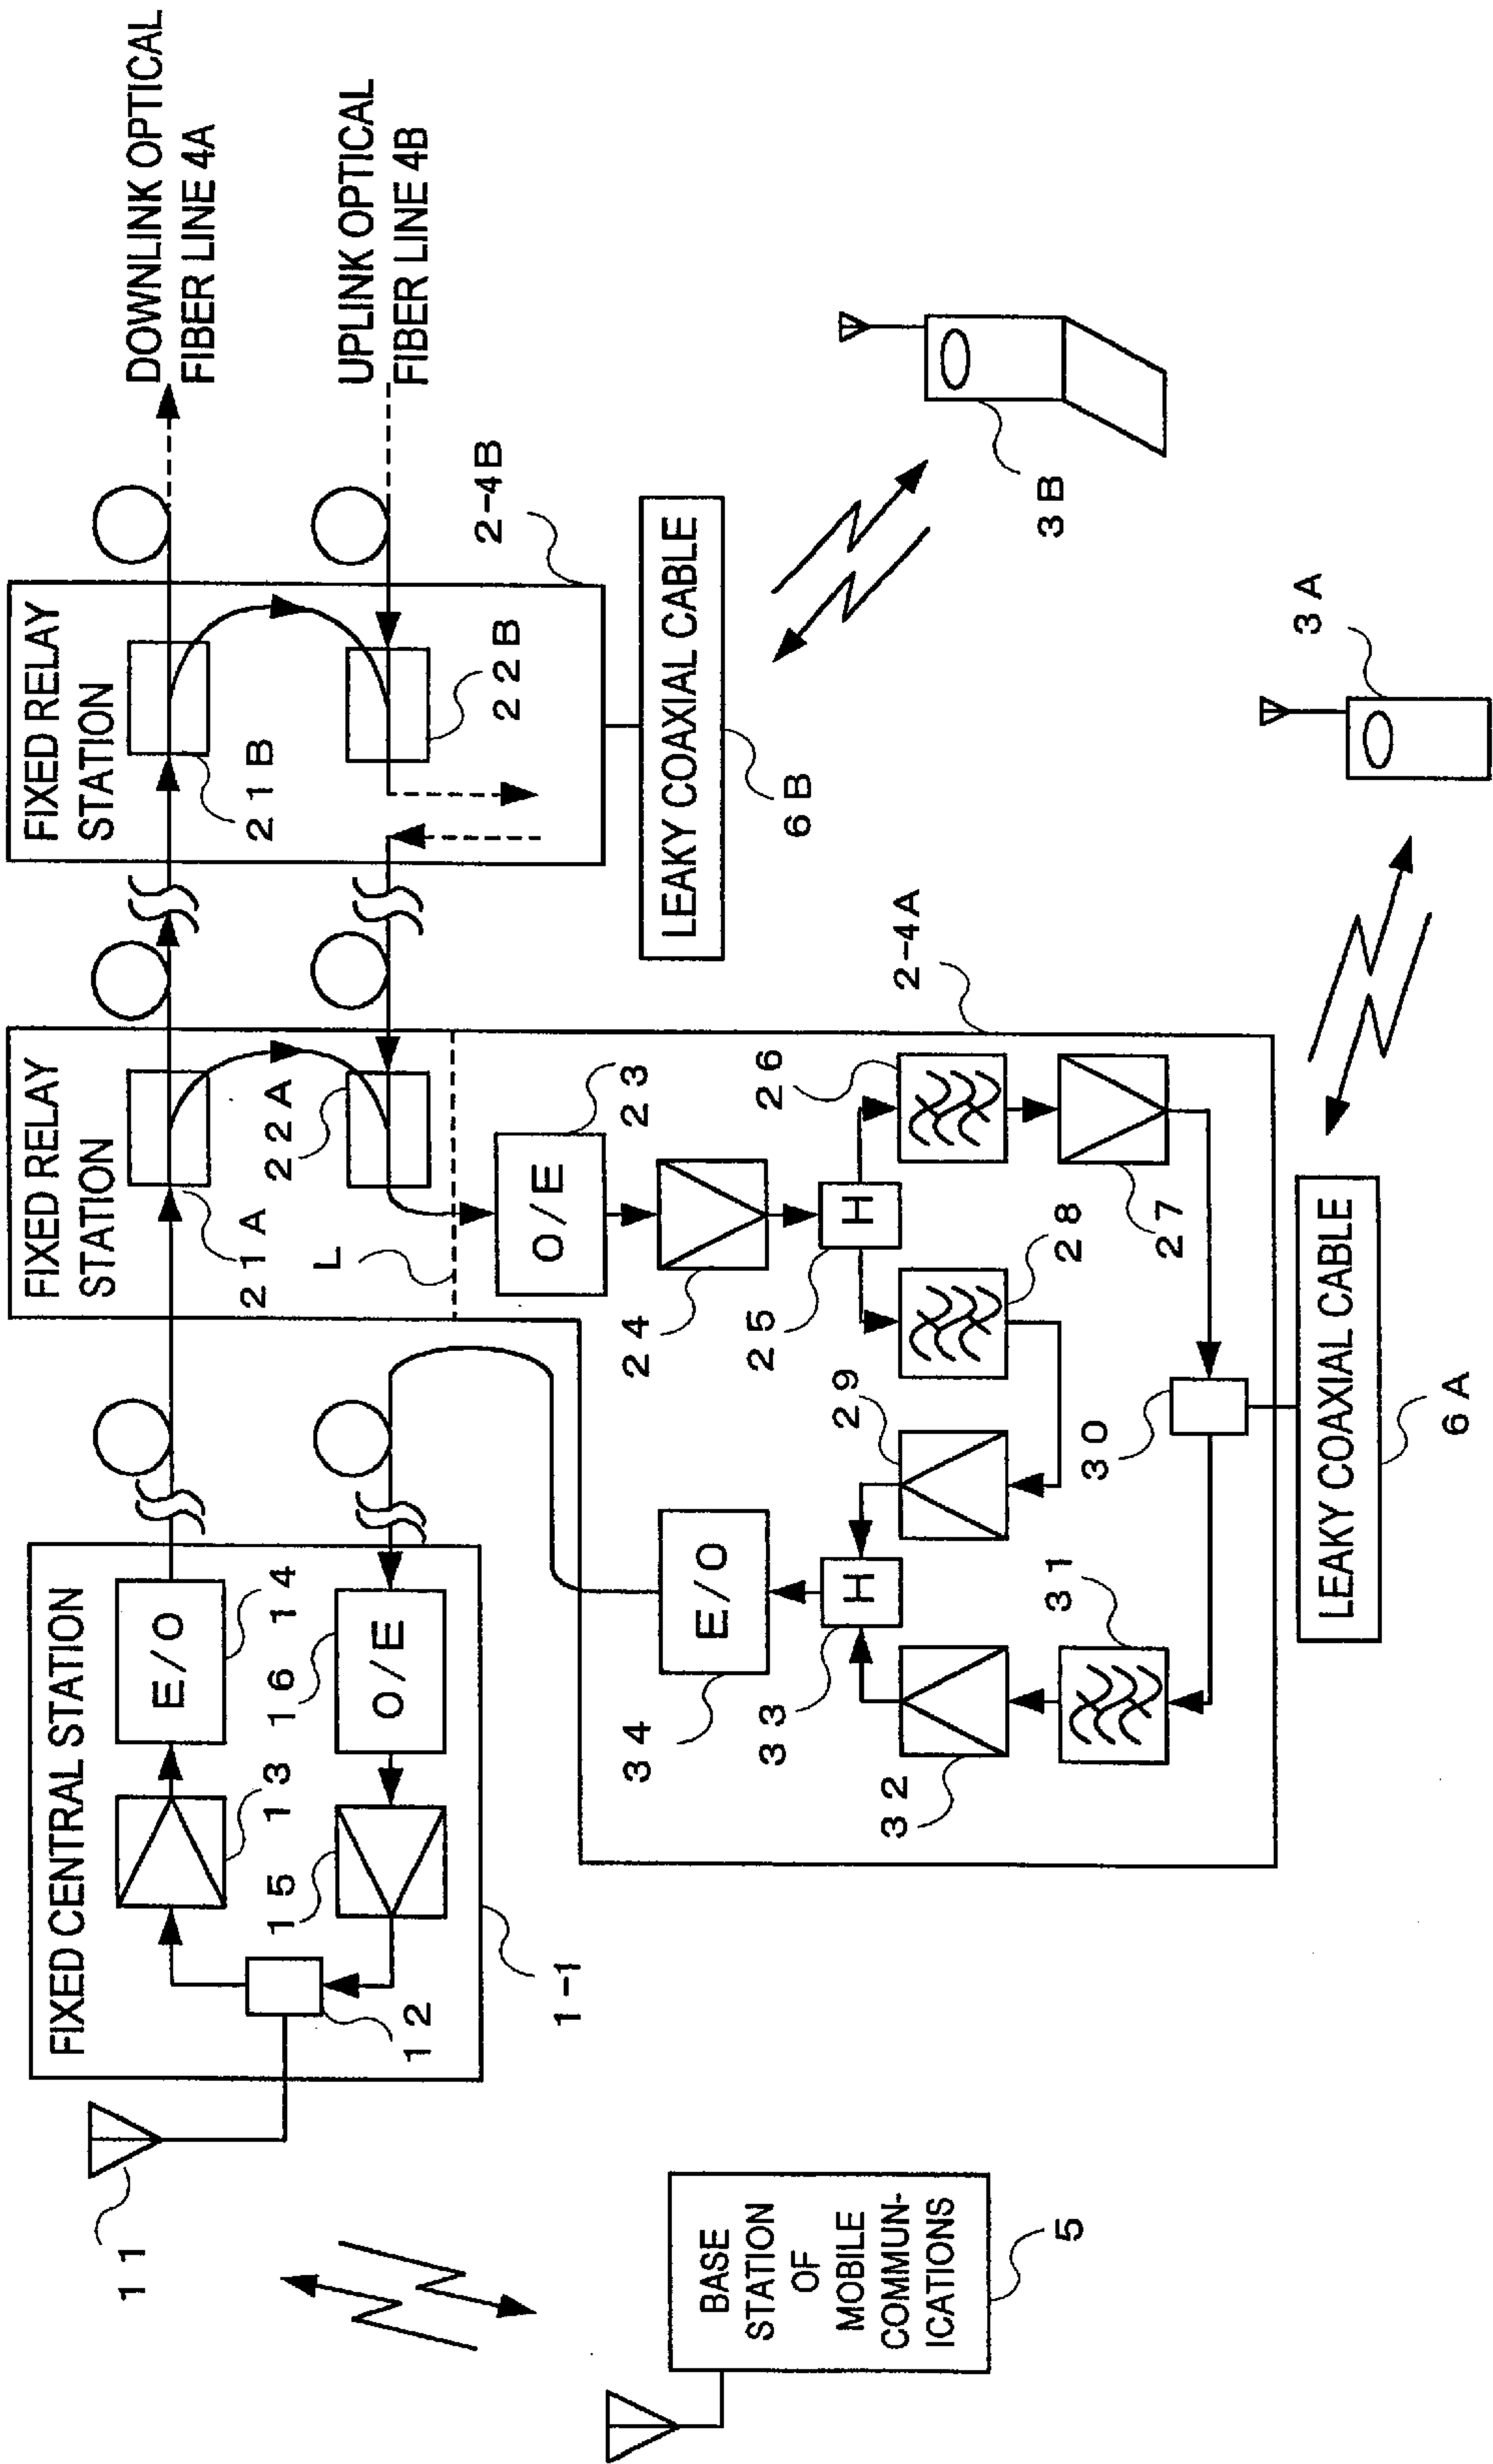 DOWNLINK OPTICAL
FIBER LINE 4A
UPLINK OPTICAL
FIBER LINE 4B
FIXED CENTRAL STATION
E/O
14
13
16
O/E
15
12
1-1
11
BASE
STATION
OF
MOBILE
COMMUN-
ICATIONS
5
FIXED RELAY
STATION
21A
22A
L
O/E
23
24
H
25
26
27
28
29
30
31
32
H
33
E/O
34
2-4A
LEAKY COAXIAL CABLE
6A
FIXED RELAY
STATION
21B
22B
2-4B
LEAKY COAXIAL CABLE
6B
3B
3A